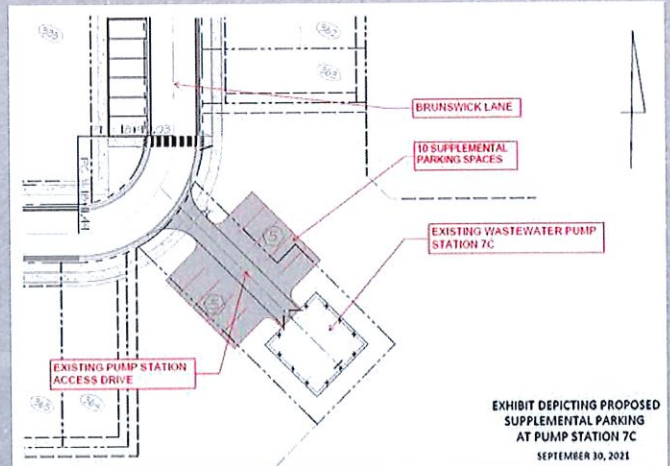 BRUNSWICK LANE
10 SUPPLEMENTAL
PARKING SPACES
5
EXISTING WASTEWATER PUMP
STATION 7C
5
EXISTING PUMP STATION
ACCESS DRIVE
EXHIBIT DEPICTING PROPOSED
SUPPLEMENTAL PARKING
AT PUMP STATION 7C
SEPTEMBER 30, 2021